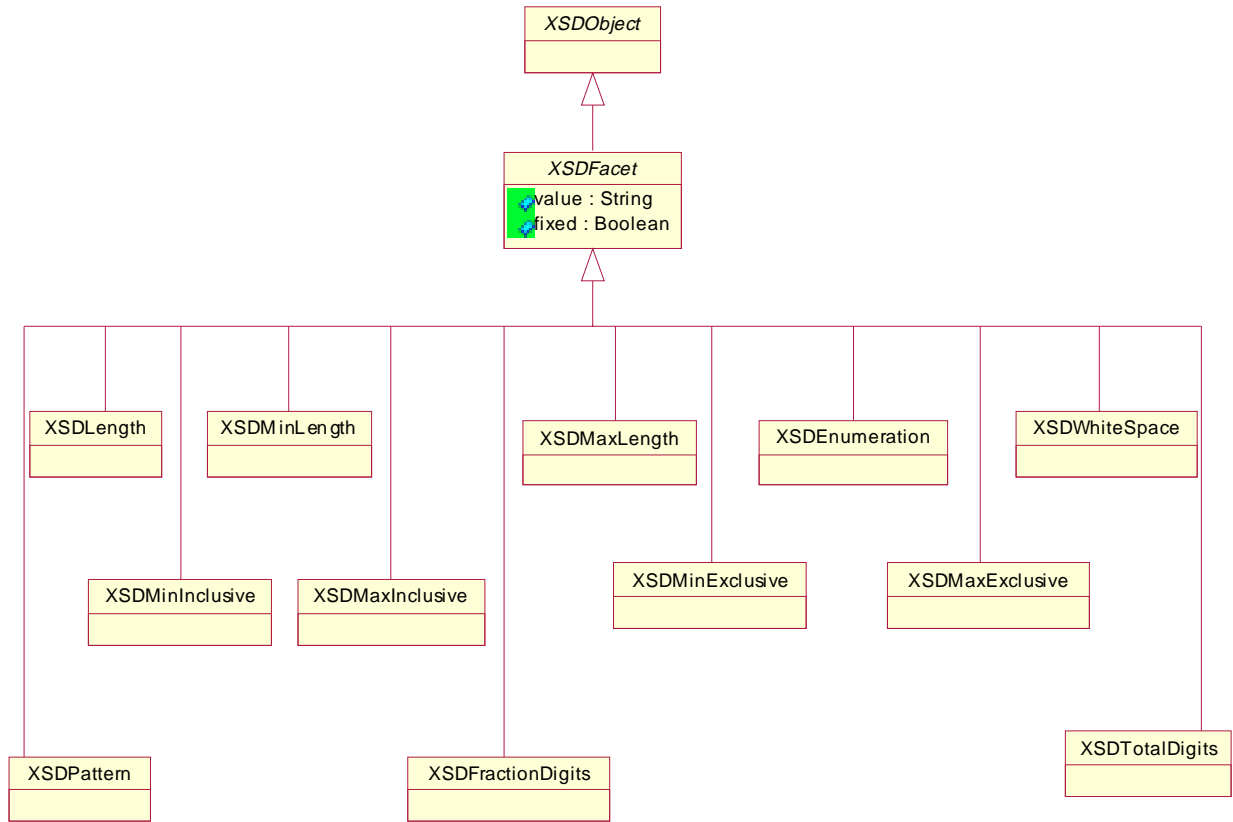 XSDObject
XSDFacet
value : String
fixed : Boolean
XSDLength
XSDMinLength
XSDMaxLength
XSDEnumeration
XSDWhiteSpace
XSDMinInclusive
XSDMaxInclusive
XSDMinExclusive
XSDMaxExclusive
XSDPattern
XSDFractionDigits
XSDTotalDigits